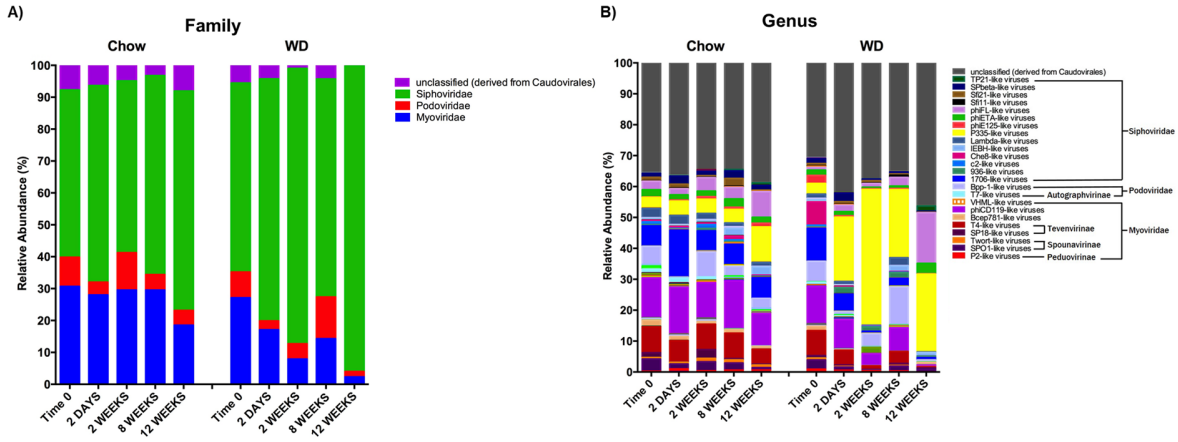 A)
Family
Chow
WD
Relative Abundance (%)
100
90
80
70
60
50
40
30
20
10
0
Time 0
2 DAYS
2 WEEKS
8 WEEKS
12 WEEKS
Time 0
2 DAYS
2 WEEKS
8 WEEKS
12 WEEKS
unclassified (derived from Caudovirales)
Siphoviridae
Podoviridae
Myoviridae
B)
Genus
Chow
WD
Relative Abundance (%)
100
90
80
70
60
50
40
30
20
10
0
Time 0
2 DAYS
2 WEEKS
8 WEEKS
12 WEEKS
Time 0
2 DAYS
2 WEEKS
8 WEEKS
12 WEEKS
unclassified (derived from Caudovirales)
TP21-like viruses
SPbeta-like viruses
Sfi21-like viruses
Sfi11-like viruses
phiFL-like viruses
phiETA-like viruses
phiE125-like viruses
P335-like viruses
Lambda-like viruses
IEBH-like viruses
Che8-like viruses
c2-like viruses
936-like viruses
1706-like viruses
Bpp-1-like viruses
T7-like viruses
VHML-like viruses
phiCD119-like viruses
Bcep781-like viruses
T4-like viruses
SP18-like viruses
Twort-like viruses
SPO1-like viruses
P2-like viruses
Siphoviridae
Podoviridae
Autographvirinae
Myoviridae
Tevenvirinae
Spounavirinae
Peduovirinae